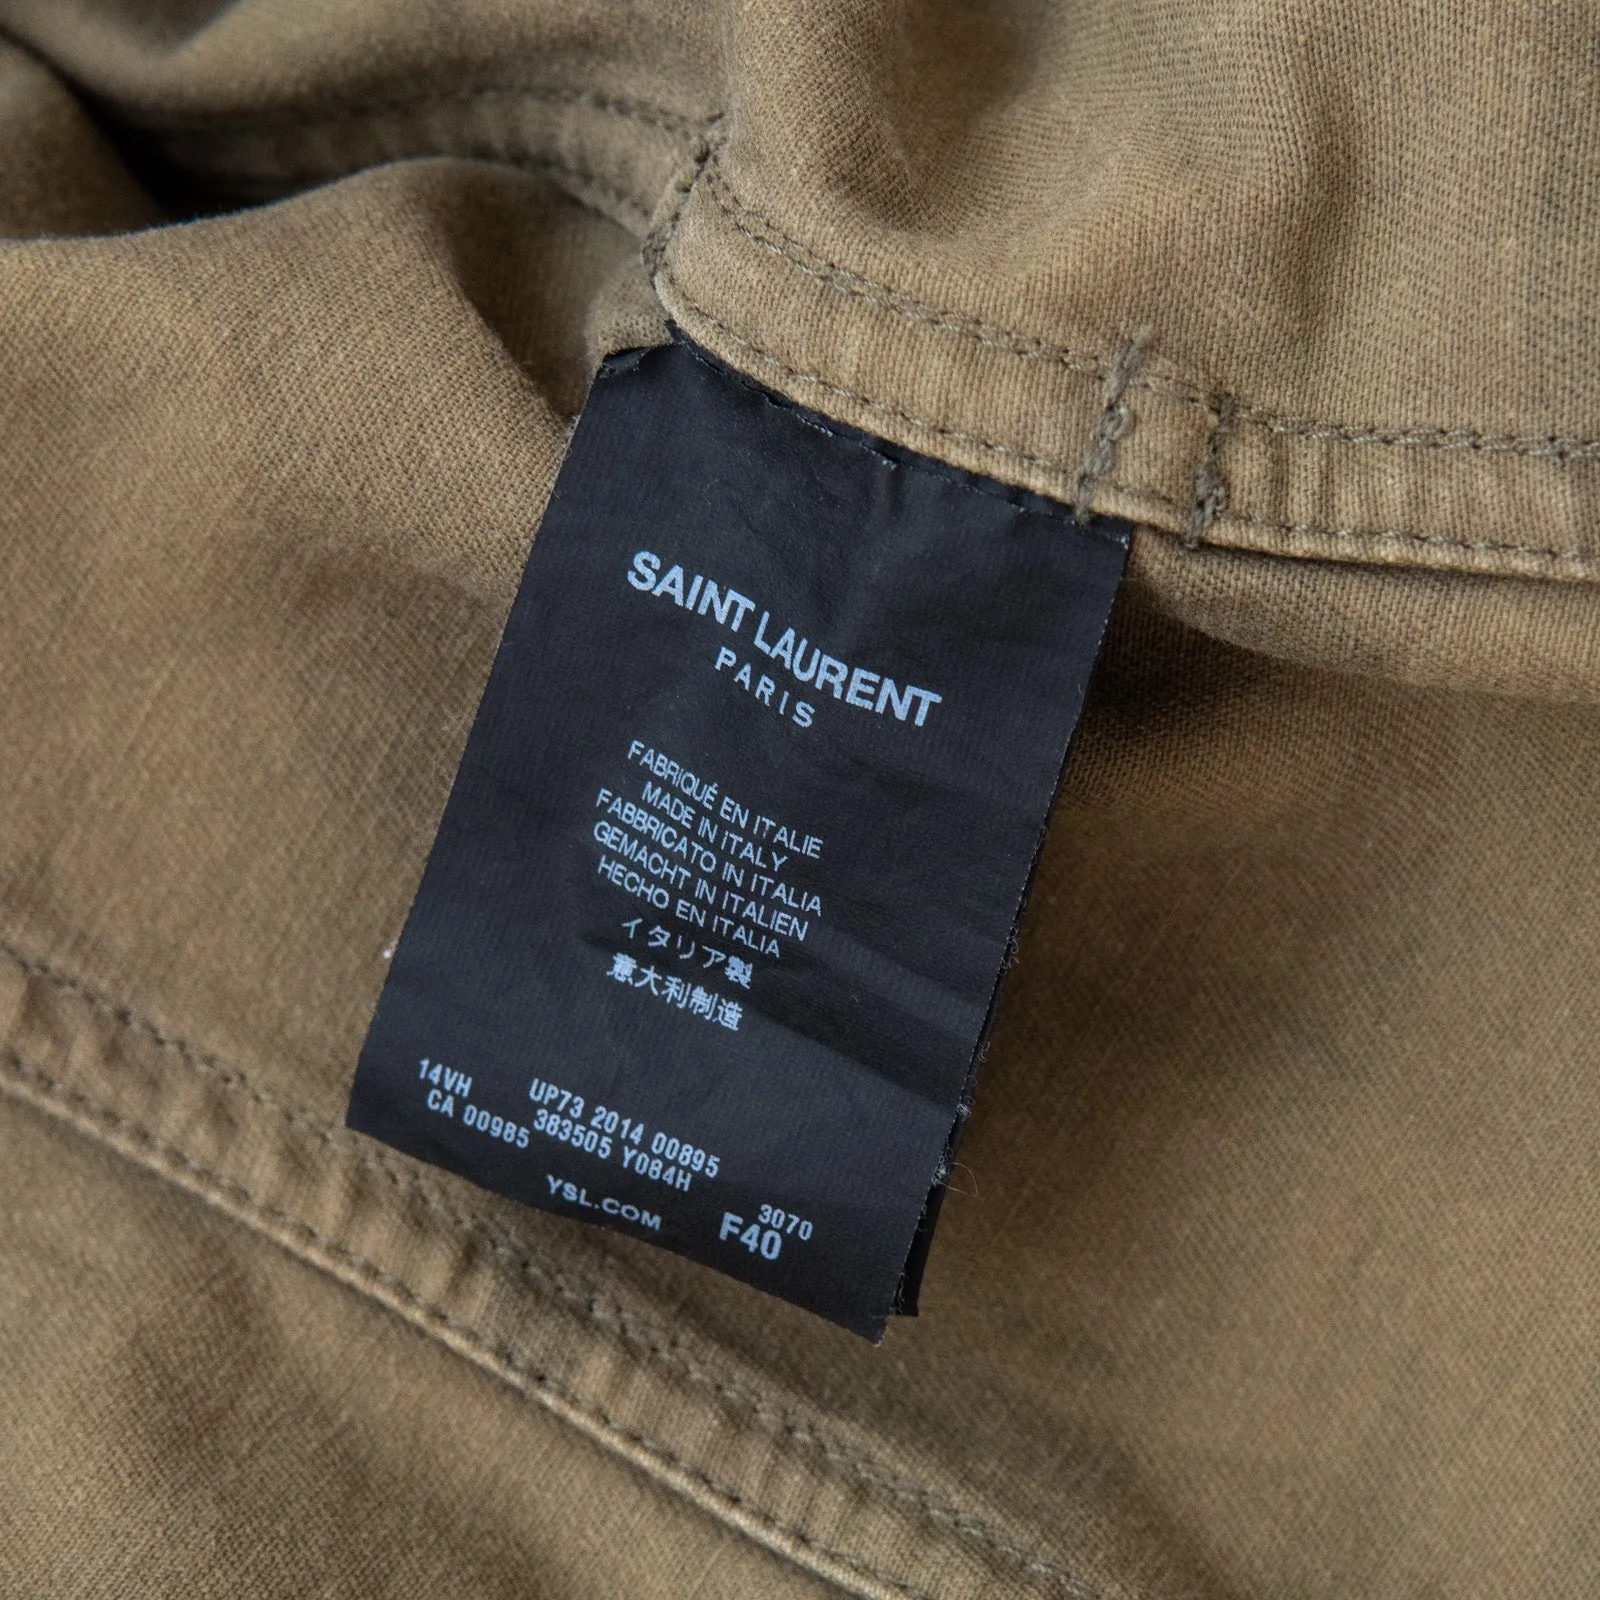 SAINT LAURENT
PARIS
FABRIQUÉ EN ITALIE
MADE IN ITALY
FABBRICATO IN ITALIA
GEMACHT IN ITALIEN
HECHO EN ITALIA
イタリア製
意大利制造
14VH UP73 2014 00895
CA 00985 383505 Y084H
3070
YSL.COM F40